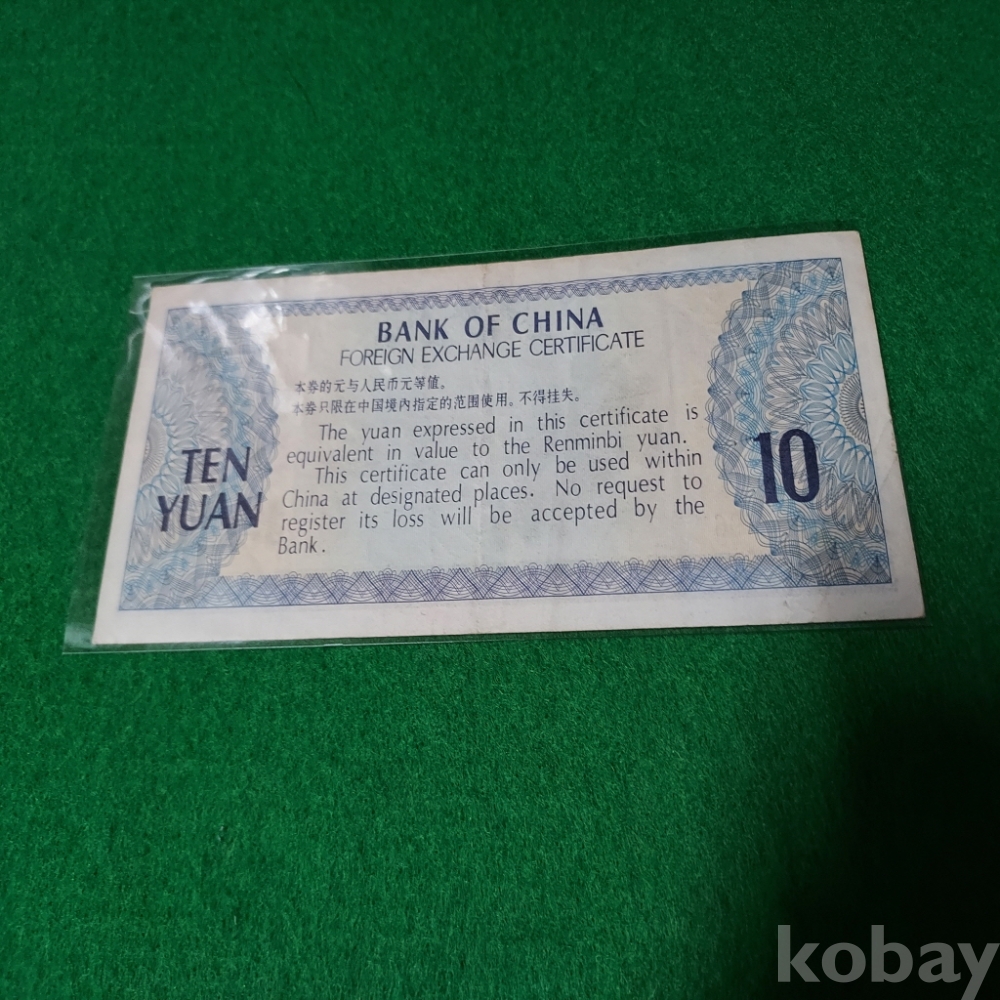 BANK OF CHINA
FOREIGN EXCHANGE CERTIFICATE
本券的元与人民币元等值。
本券只限在中国境内指定的范围使用。不得挂失。
The yuan expressed in this certificate is
equivalent in value to the Renminbi yuan.
This certificate can only be used within
China at designated places. No request to
register its loss will be accepted by the
Bank.
TEN
YUAN
10
kobay